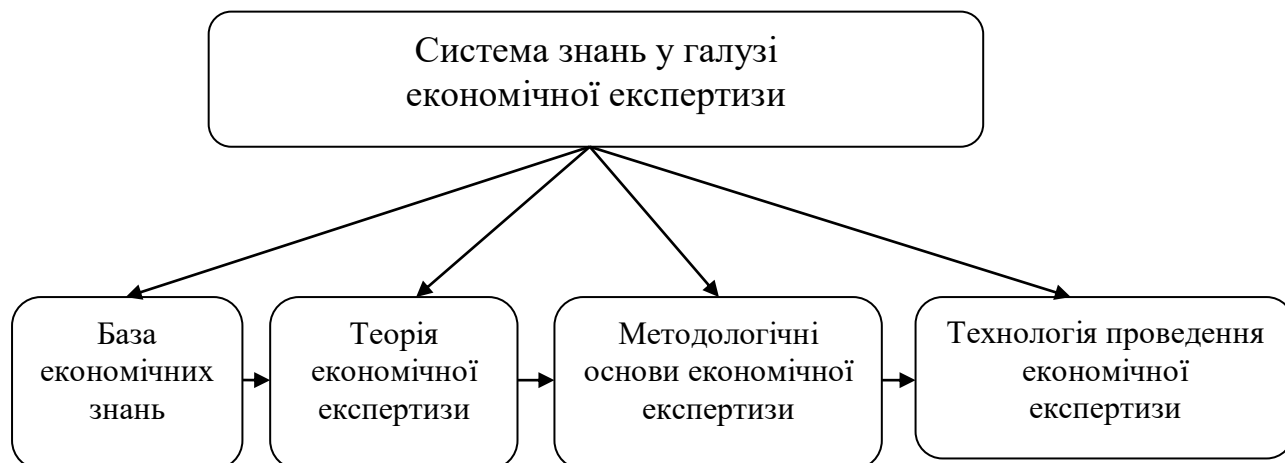 Система знань у галузі
економічної експертизи
База
економічних
знань
Теорія
економічної
експертизи
Методологічні
основи економічної
експертизи
Технологія проведення
економічної
експертизи